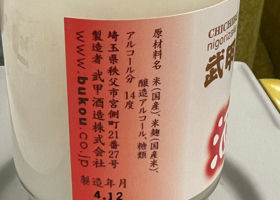 原材料名 米(国産)、米麹(国産米)、
醸造アルコール、糖類
アルコール分 14度
埼玉県秩父市宮側町21番27号
製造者 武甲酒造株式会社
www.bukou.co.jp
製造年月
4.12
CHICHIBU
nigorizake
武甲